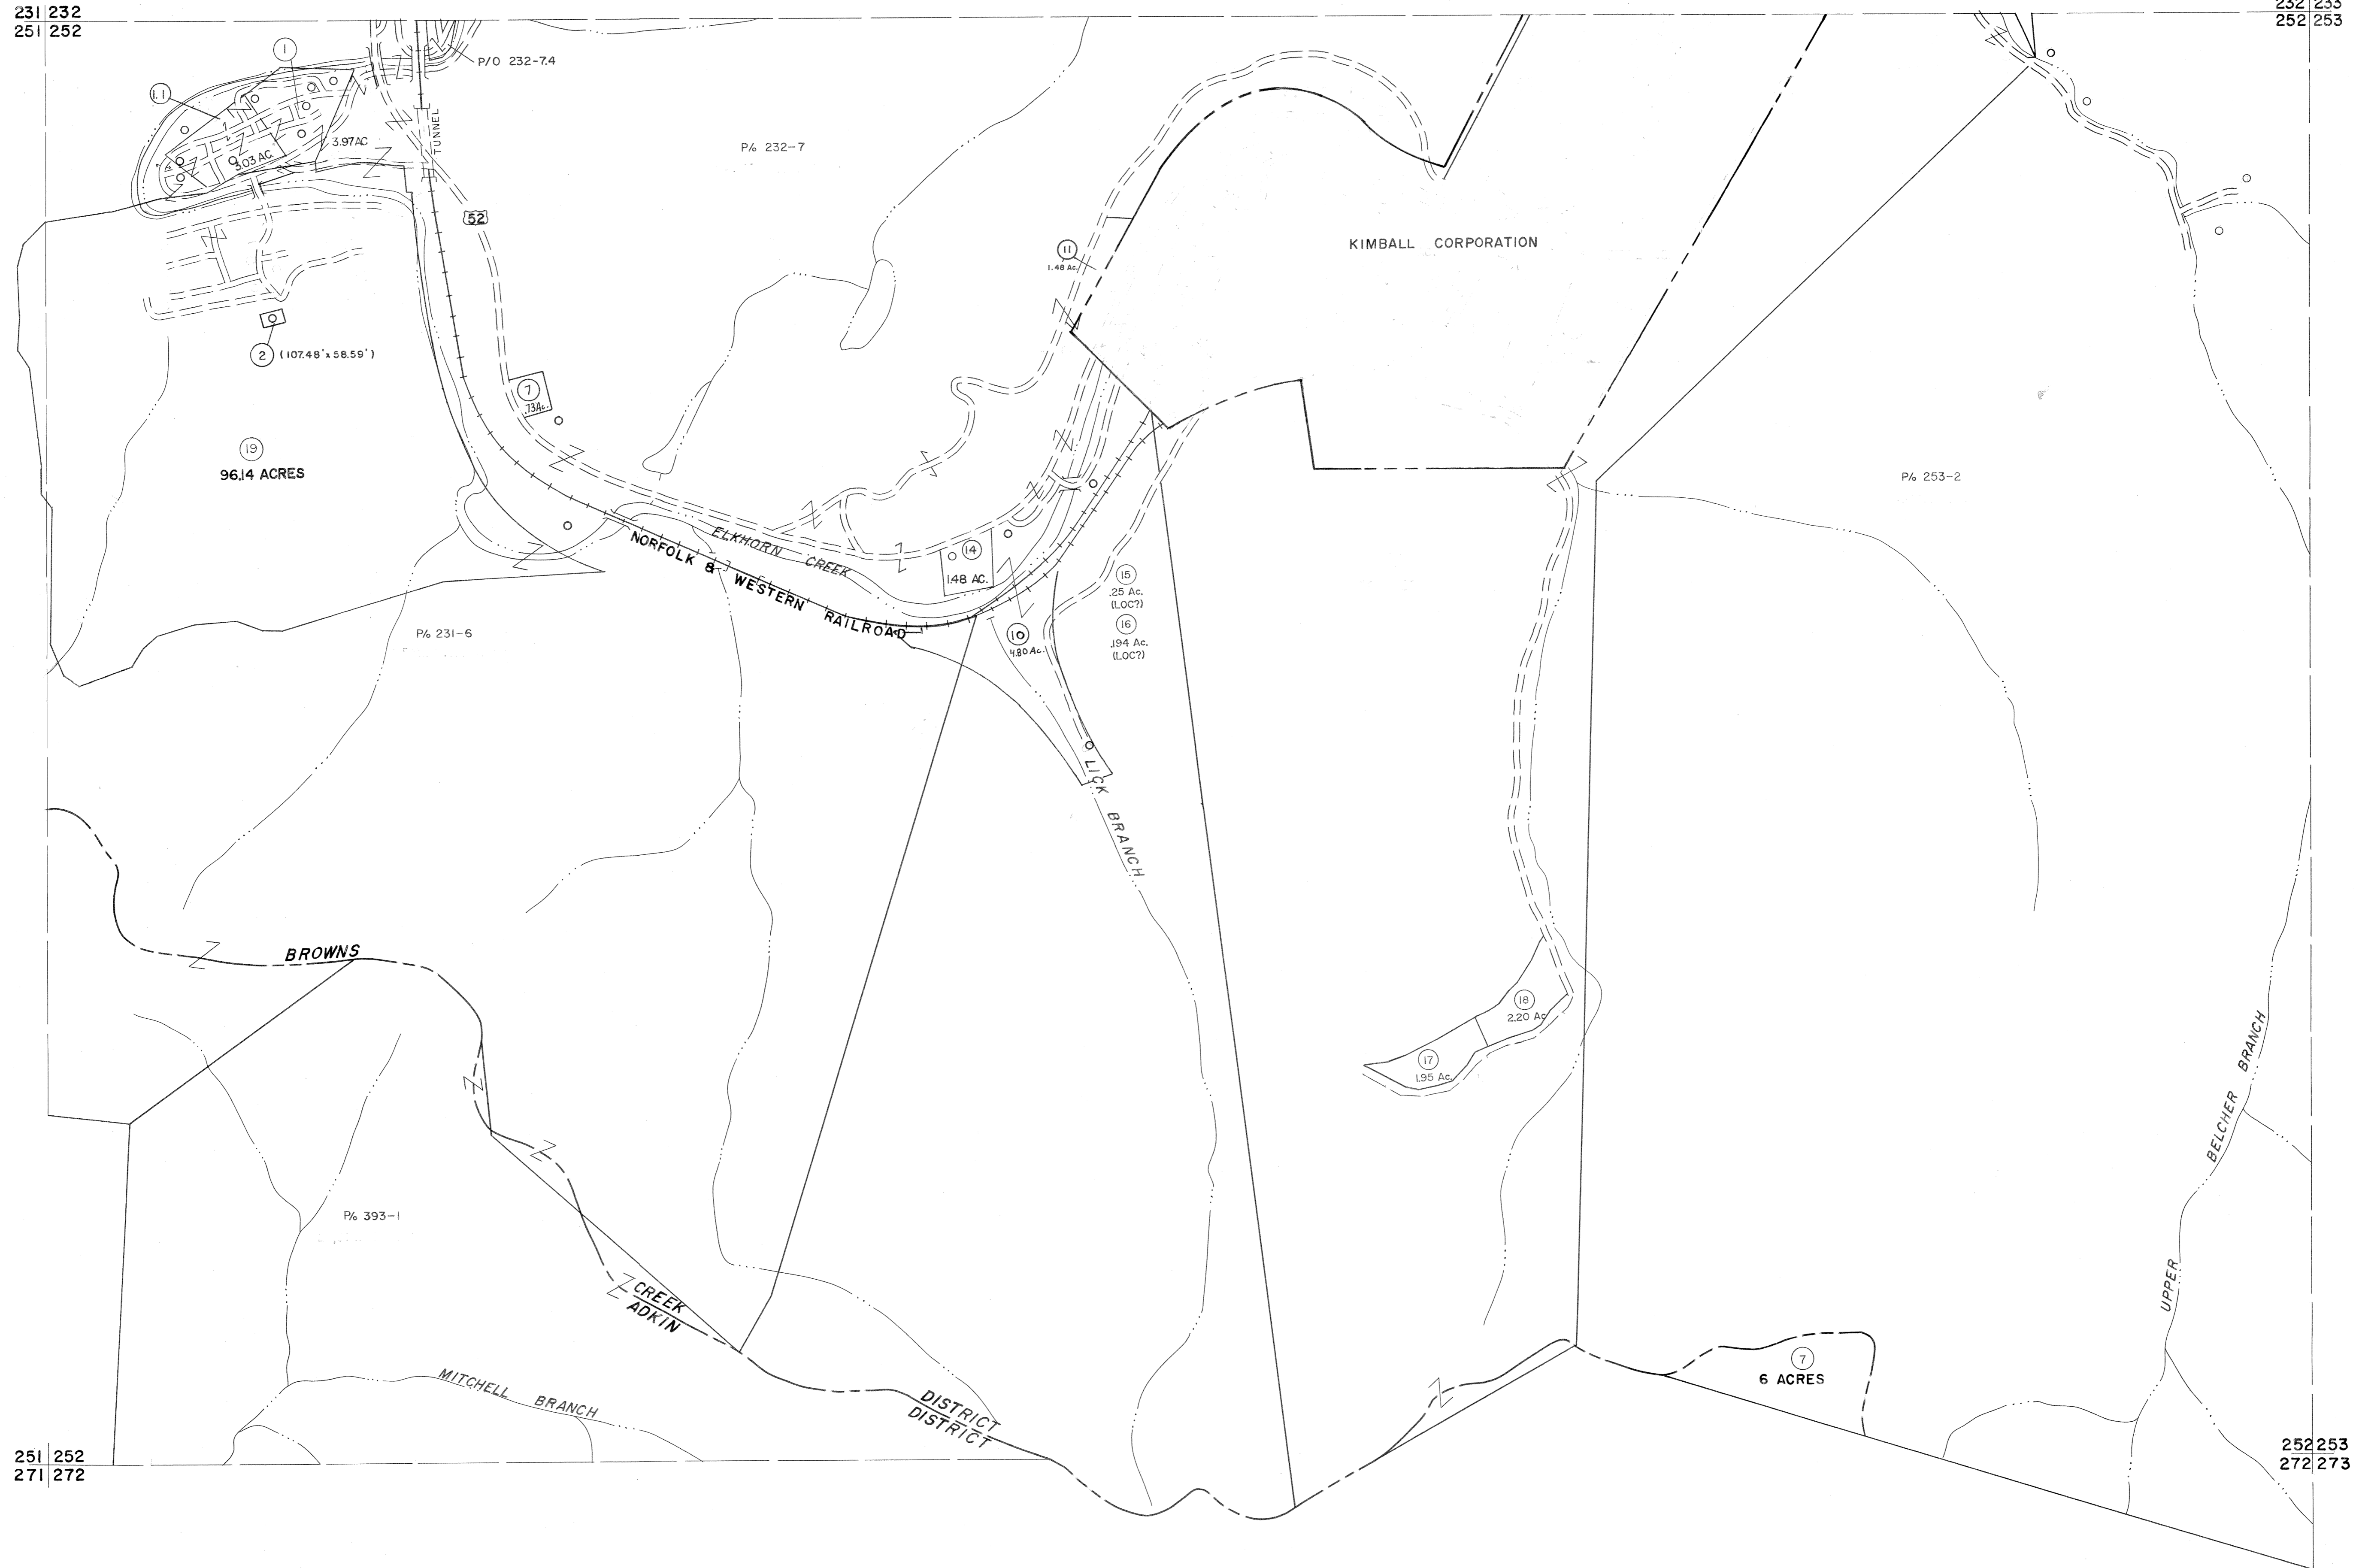 231 232
251 252
232 233
252 253
1
P/O 232-7.4
1.1
TUNNEL
3.97AC
3.03 AC.
P/o 232-7
52
11
1.48 Ac.
KIMBALL CORPORATION
2 (107.48'x58.59')
7
.73Ac.
19
96.14 ACRES
P/o 253-2
ELKHORN CREEK
NORFOLK & WESTERN RAILROAD
14
1.48 AC.
15
.25 Ac.
(LOC?)
16
.194 Ac.
(LOC?)
10
4.80 Ac.
P/o 231-6
LICK BRANCH
BROWNS
18
2.20 Ac
17
1.95 Ac.
UPPER BELCHER BRANCH
P/o 393-1
CREEK
ADKIN
7
6 ACRES
MITCHELL BRANCH
DISTRICT
DISTRICT
251 252
271 272
252 253
272 273